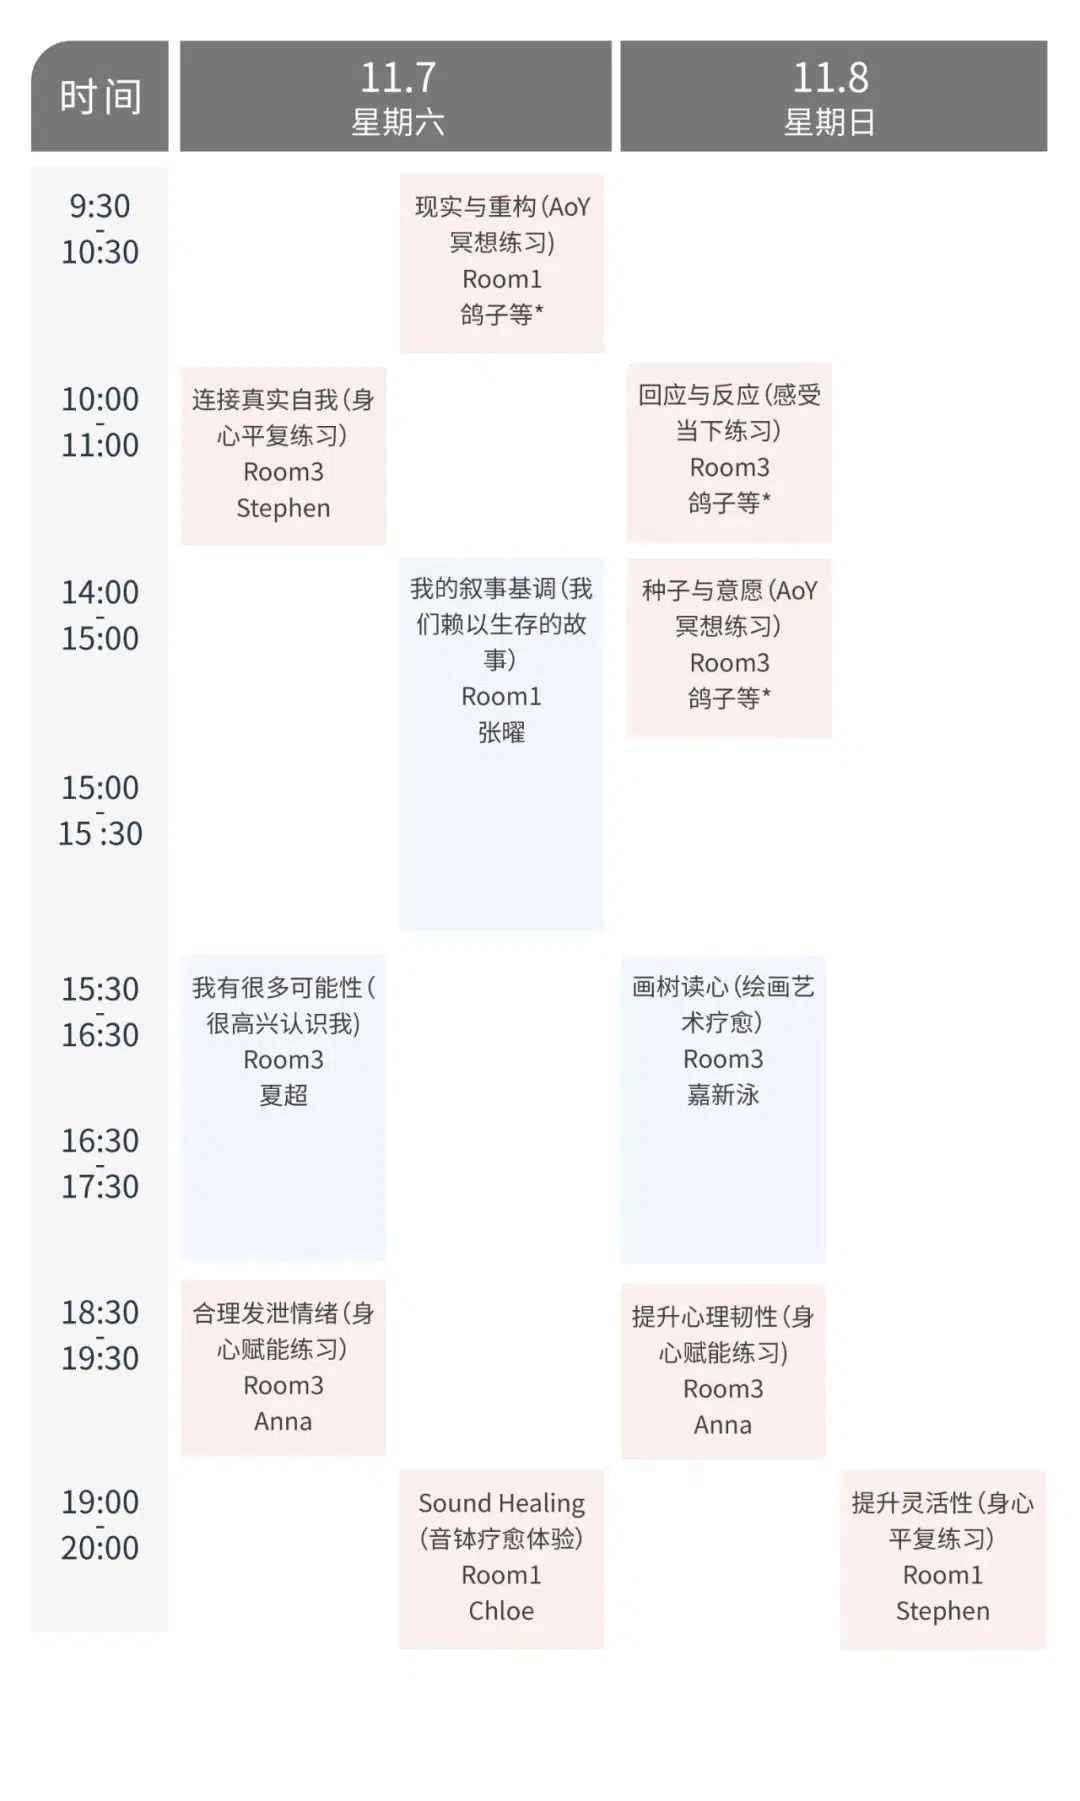 时间
11.7
星期六
11.8
星期日
9:30
-
10:30
现实与重构(AoY
冥想练习)
Room1
鸽子等*
10:00
-
11:00
连接真实自我(身
心平复练习)
Room3
Stephen
回应与反应(感受
当下练习)
Room3
鸽子等*
14:00
-
15:00
我的叙事基调(我
们赖以生存的故
事)
Room1
张曜
种子与意愿(AoY
冥想练习)
Room3
鸽子等*
15:00
-
15 :30
15:30
-
16:30
我有很多可能性(
很高兴认识我)
Room3
夏超
画树读心(绘画艺
术疗愈)
Room3
嘉新泳
16:30
-
17:30
18:30
-
19:30
合理发泄情绪(身
心赋能练习)
Room3
Anna
提升心理韧性(身
心赋能练习)
Room3
Anna
19:00
-
20:00
Sound Healing
(音钵疗愈体验)
Room1
Chloe
提升灵活性(身心
平复练习)
Room1
Stephen